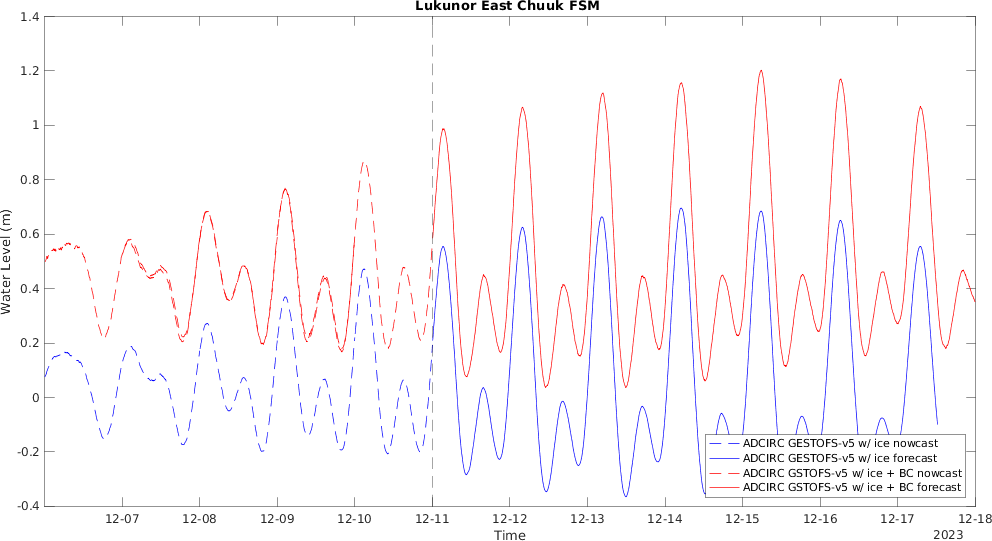 Lukunor East Chuuk FSM
1.4
1.2
1
0.8
0.6
0.4
0.2
0
-0.2
-0.4
Water Level (m)
ADCIRC GESTOFS-v5 w/ ice nowcast
ADCIRC GESTOFS-v5 w/ ice forecast
ADCIRC GSTOFS-v5 w/ ice + BC nowcast
ADCIRC GSTOFS-v5 w/ ice + BC forecast
12-07 12-08 12-09 12-10 12-11 12-12 12-13 12-14 12-15 12-16 12-17 12-18
Time
2023